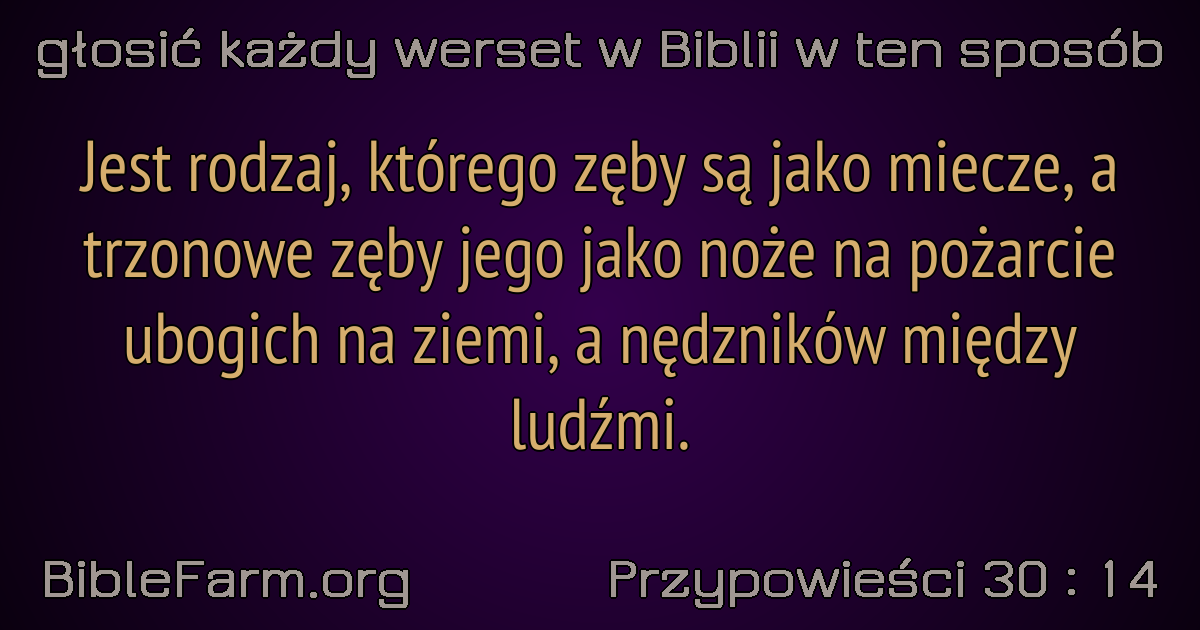 głosić każdy werset w Biblii w ten sposób
Jest rodzaj, którego zęby są jako miecze, a
trzonowe zęby jego jako noże na pożarcie
ubogich na ziemi, a nędzników między
ludźmi.
BibleFarm.org
Przypowieści 30 : 14